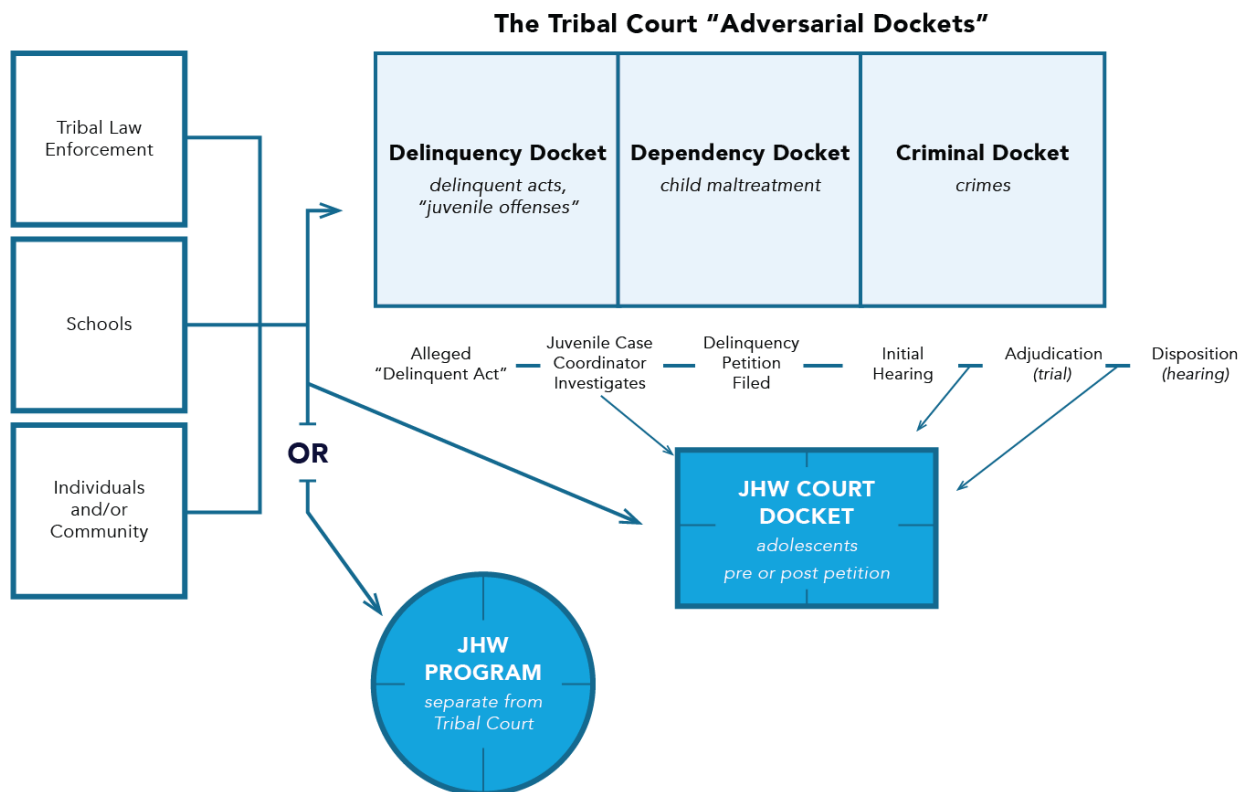 The Tribal Court “Adversarial Dockets”
Tribal Law
Enforcement
Schools
Individuals
and/or
Community
Delinquency Docket
delinquent acts,
“juvenile offenses”
Dependency Docket
child maltreatment
Criminal Docket
crimes
Alleged
“Delinquent Act”
Juvenile Case
Coordinator
Investigates
Delinquency
Petition
Filed
Initial
Hearing
Adjudication
(trial)
Disposition
(hearing)
OR
JHW COURT
DOCKET
adolescents
pre or post petition
JHW
PROGRAM
separate from
Tribal Court